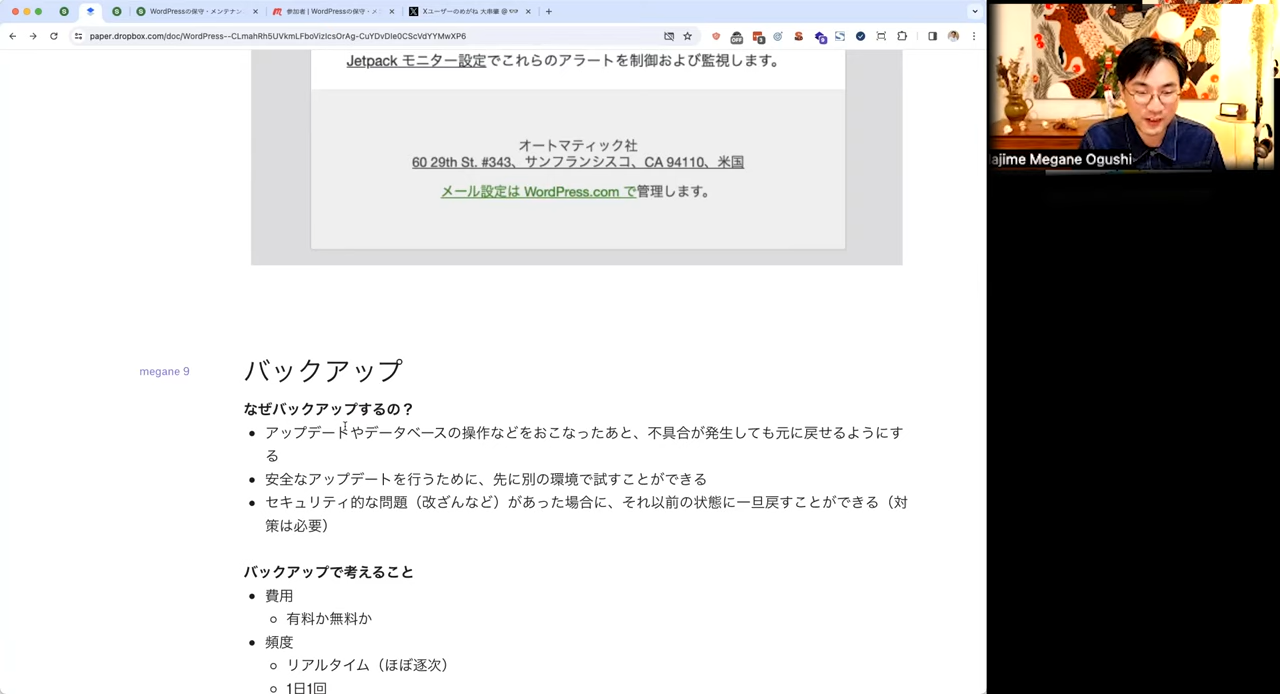 WordPressの保守・メンテナン
参加者 | WordPressの保守・メ
Xユーザーのめがね 大串肇 @
paper.dropbox.com/doc/WordPress--CLmahRh5UVkmLFboVizIcsOrAg-CuYDvDIe0CScVdYYMwXP6
Jetpack モニター設定でこれらのアラートを制御および監視します。
Hajime Megane Ogushi
オートマティック社
60 29th St. #343、サンフランシスコ、CA 94110、米国
メール設定は WordPress.com で管理します。
megane 9
バックアップ
なぜバックアップするの？
アップデートやデータベースの操作などをおこなったあと、不具合が発生しても元に戻せるようにす
る
安全なアップデートを行うために、先に別の環境で試すことができる
セキュリティ的な問題（改ざんなど）があった場合に、それ以前の状態に一旦戻すことができる（対
策は必要）
バックアップで考えること
費用
有料か無料か
頻度
リアルタイム（ほぼ逐次）
1日1回